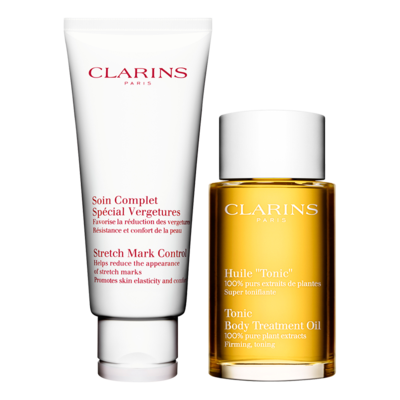 CLARINS
PARIS
Soin Complet
Spécial Vergetures
Favorise la réduction des vergetures
Résistance et confort de la peau
Stretch Mark Control
Helps reduce the appearance
of stretch marks
Promotes skin elasticity and comfort
CLARINS
PARIS
Huile "Tonic"
100% purs extraits de plantes
Super tonifiante
Tonic
Body Treatment Oil
100% pure plant extracts
Firming, toning